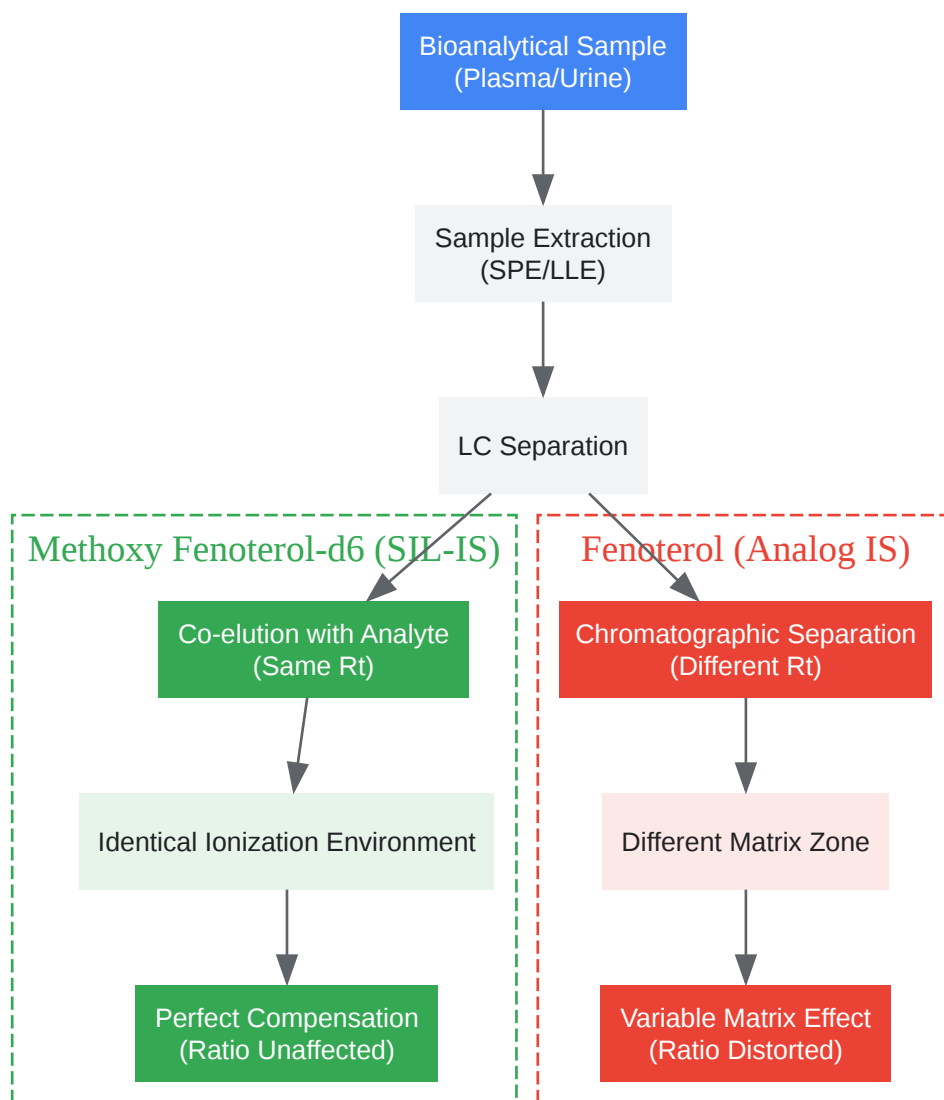 Bioanalytical Sample
(Plasma/Urine)
Sample Extraction
(SPE/LLE)
LC Separation
Methoxy Fenoterol-d6 (SIL-IS)
Fenoterol (Analog IS)
Co-elution with Analyte
(Same Rt)
Chromatographic Separation
(Different Rt)
Identical Ionization Environment
Different Matrix Zone
Perfect Compensation
(Ratio Unaffected)
Variable Matrix Effect
(Ratio Distorted)